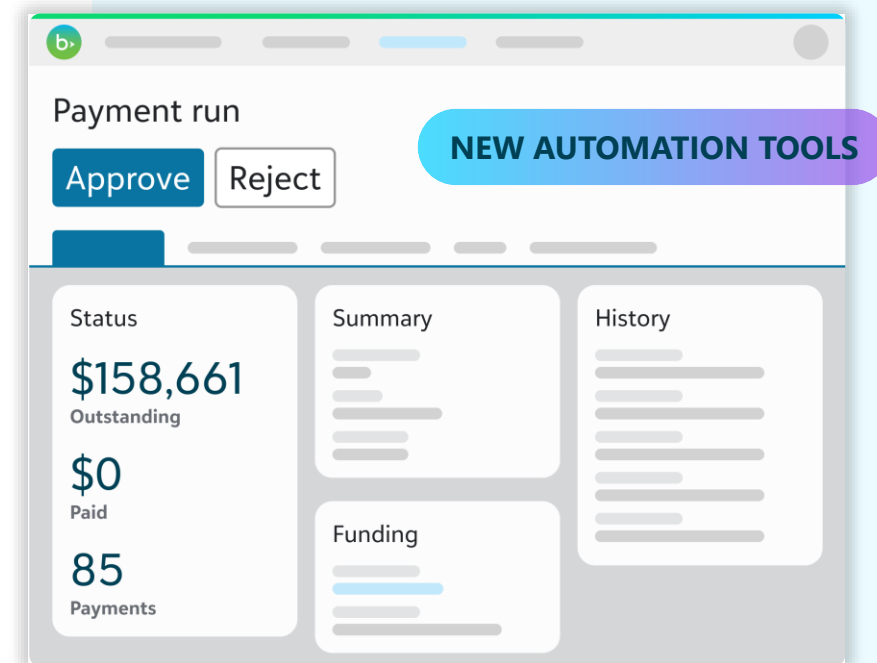 b
Payment run
NEW AUTOMATION TOOLS
Approve
Reject
Status
$158,661
Outstanding
$0
Paid
85
Payments
Summary
Funding
History